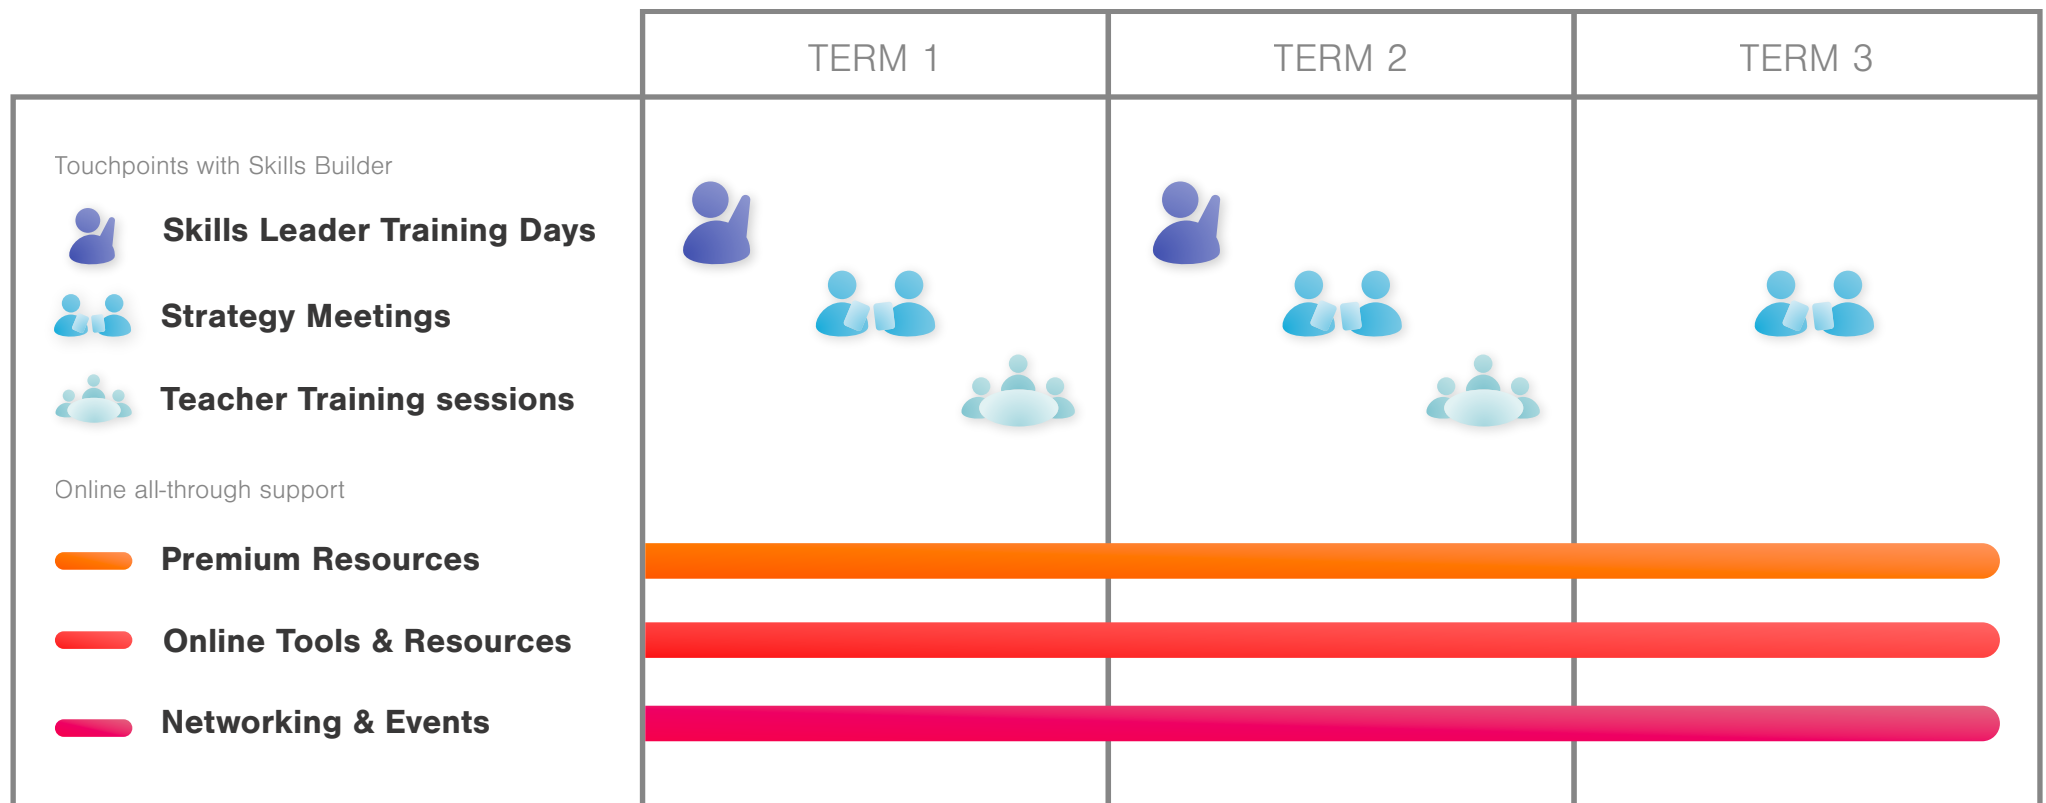 TERM 1
TERM 2
TERM 3
Touchpoints with Skills Builder
Skills Leader Training Days
Strategy Meetings
Teacher Training sessions
Online all-through support
Premium Resources
Online Tools & Resources
Networking & Events